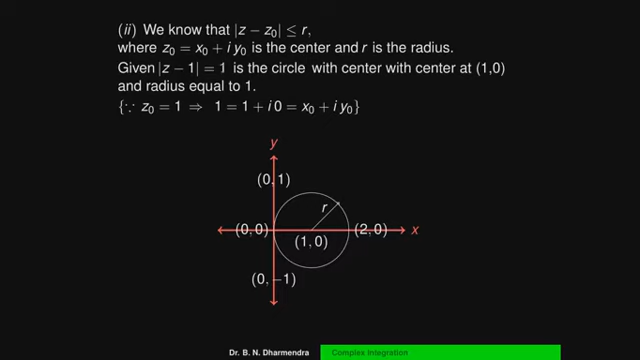 (ii) We know that |z − z₀| ≤ r,
where z₀ = x₀ + i y₀ is the center and r is the radius.
Given |z − 1| = 1 is the circle with center with center at (1,0)
and radius equal to 1.
{∵ z₀ = 1 ⇒ 1 = 1 + i 0 = x₀ + i y₀}
y
(0, 1)
r
(0, 0)
(2, 0)
x
(1, 0)
(0, −1)
Dr. B. N. Dharmendra
Complex Integration